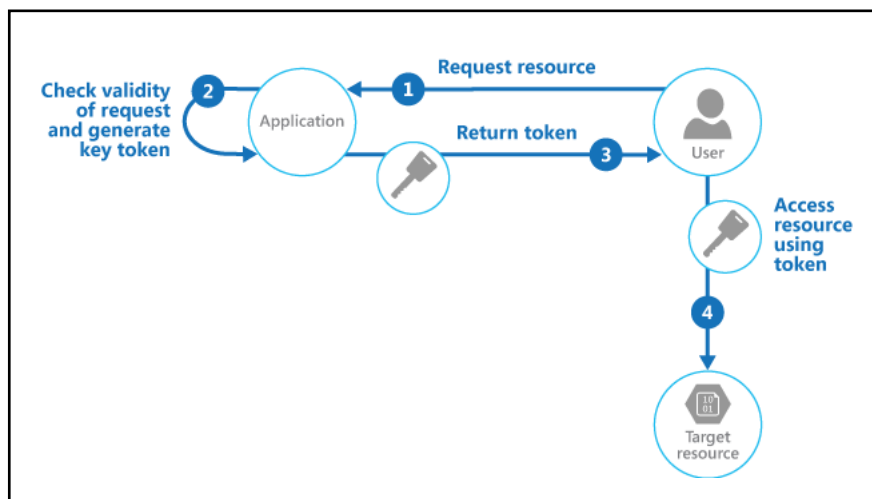 Request resource
1
2
Check validity
of request
and generate
key token
Application
User
Return token
3
Access
resource
using
token
4
10
01
Target
resource